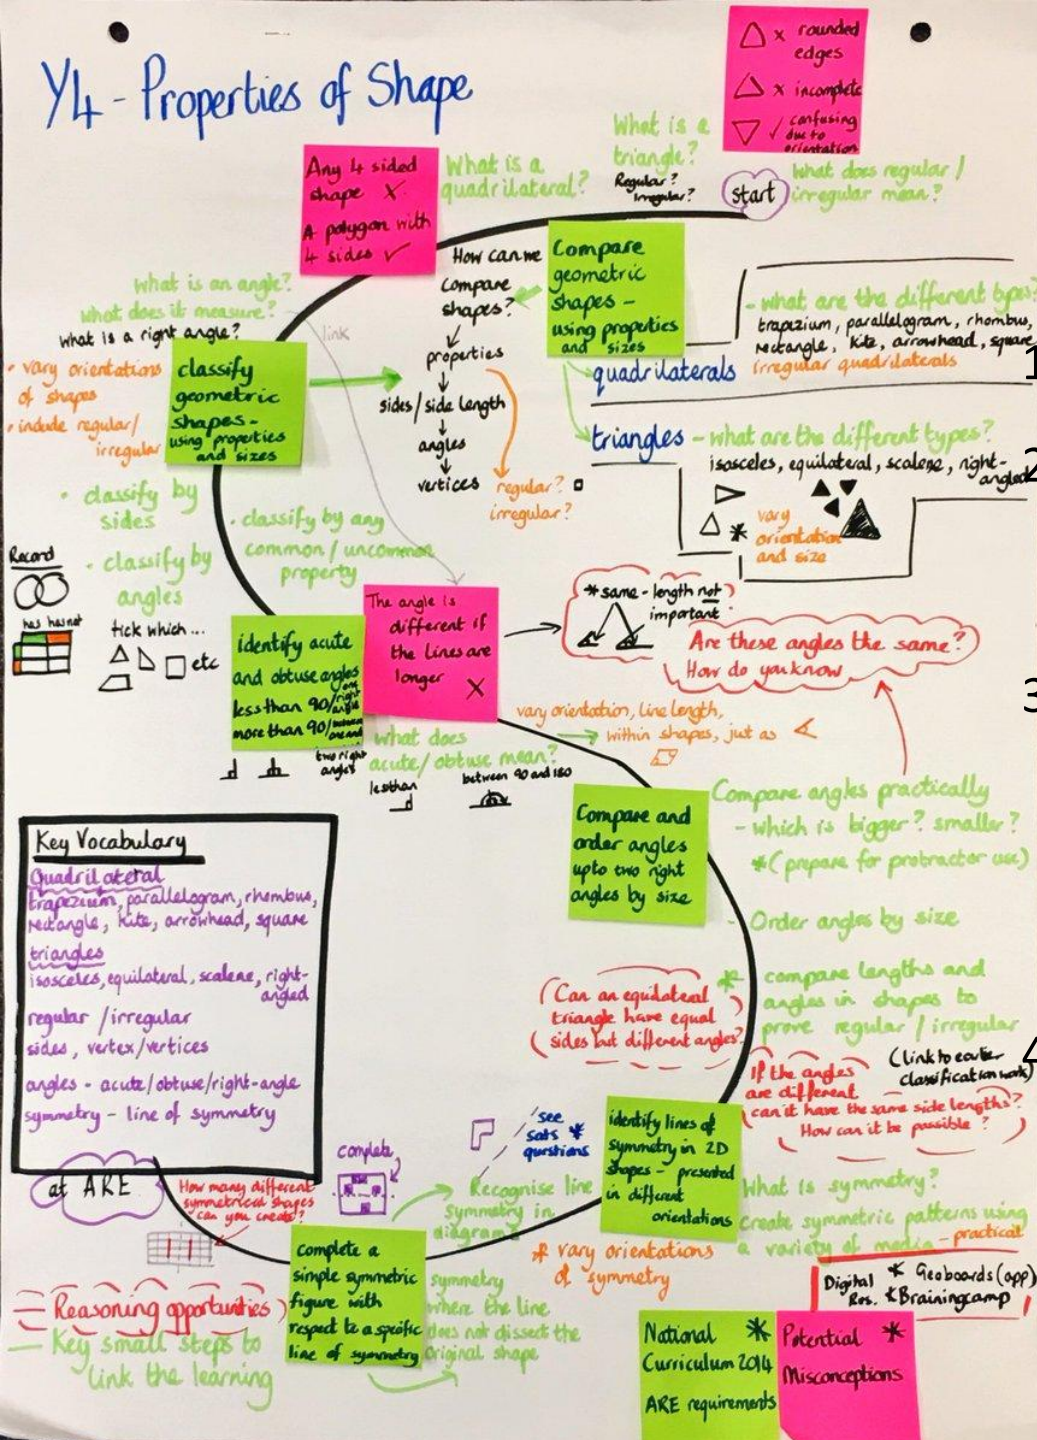 Y4 - Properties of Shape
△ x rounded
edges
△ x incomplete
▽ ✓ confusing
due to
orientation
What is a
triangle?
Regular?
Irregular?
What does regular /
irregular mean?
start
What is a
quadrilateral?
Any 4 sided
shape X
A polygon with
4 sides ✓
Compare
geometric
shapes -
using properties
and sizes
How can we
compare
shapes?
properties
sides/side length
angles
vertices
regular?
irregular?
quadrilaterals
- what are the different types?
trapezium, parallelogram, rhombus,
rectangle, kite, arrowhead, square
irregular quadrilaterals
1
triangles - what are the different types?
isosceles, equilateral, scalene, right-
angled
2
* vary
orientation
and size
What is an angle?
what does it measure?
what is a right angle?
link
classify
geometric
shapes -
using properties
and sizes
• vary orientations
of shapes
• include regular/
irregular
• classify by
sides
• classify by
angles
• classify by any
common/uncommon
property
Record
has has not
tick which...
etc
identify acute
and obtuse angles
less than 90/one right angle
more than 90/between one and
two right
angles
The angle is
different if
the lines are
longer X
* same - length not
important
Are these angles the same?
How do you know
3
vary orientation, line length,
within shapes, just as
what does
acute/obtuse mean?
less than
between 90 and 180
Compare and
order angles
upto two right
angles by size
Compare angles practically
- which is bigger? smaller?
* (prepare for protractor use)
- Order angles by size
* compare lengths and
angles in shapes to
prove regular / irregular
Can an equilateral
triangle have equal
sides but different angles?
4
(link to earlier
classification work)
If the angles
are different
can it have the same side lengths?
How can it be possible?
Key Vocabulary
Quadrilateral
trapezium, parallelogram, rhombus,
rectangle, kite, arrowhead, square
triangles
isosceles, equilateral, scalene, right-
angled
regular /irregular
sides, vertex/vertices
angles - acute/obtuse/right-angle
symmetry - line of symmetry
identify lines of
symmetry in 2D
shapes - presented
in different
orientations
see
sats *
questions
What is symmetry?
create symmetric patterns using
a variety of media - practical
Recognise line
symmetry in
diagrams
* vary orientations
of symmetry
complete
complete a
simple symmetric
figure with
respect to a specific
line of symmetry
symmetry
where the line
does not dissect the
original shape
at ARE
How many different
symmetrical shapes
can you create?
Reasoning opportunities
Key small steps to
link the learning
Digital * Geoboards (app)
Res. * Brainingcamp
National *
Curriculum 2014
ARE requirements
Potential *
Misconceptions